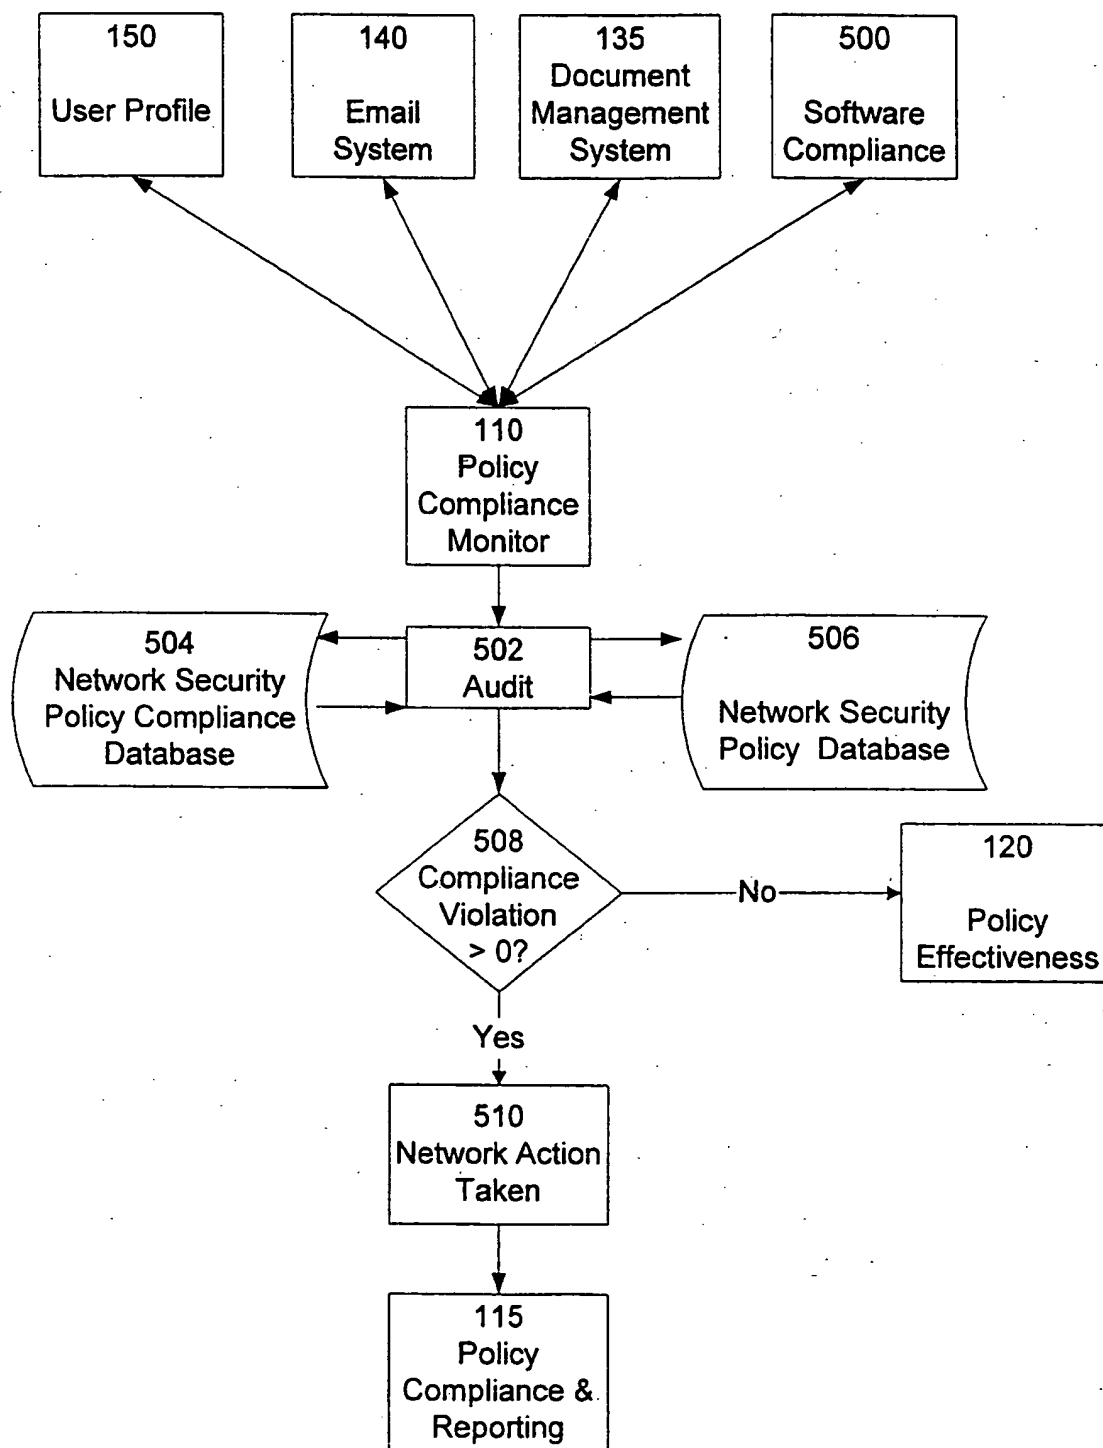 150
User Profile
140
Email
System
135
Document
Management
System
500
Software
Compliance
110
Policy
Compliance
Monitor
504
Network Security
Policy Compliance
Database
502
Audit
506
Network Security
Policy Database
508
Compliance
Violation
> 0?
No
120
Policy
Effectiveness
Yes
510
Network Action
Taken
115
Policy
Compliance &
Reporting